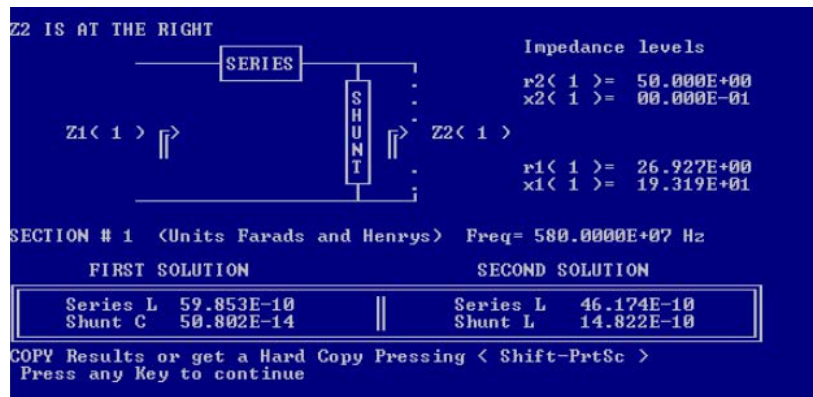 Z2 IS AT THE RIGHT
Impedance levels
SERIES
r2( 1 )= 50.000E+00
x2( 1 )= 00.000E-01
SHUNT
Z1( 1 )
Z2( 1 )
r1( 1 )= 26.927E+00
x1( 1 )= 19.319E+01
SECTION # 1 (Units Farads and Henrys) Freq= 580.0000E+07 Hz
FIRST SOLUTION SECOND SOLUTION
Series L 59.853E-10 Series L 46.174E-10
Shunt C 50.802E-14 Shunt L 14.822E-10
COPY Results or get a Hard Copy Pressing < Shift-PrtSc >
Press any Key to continue